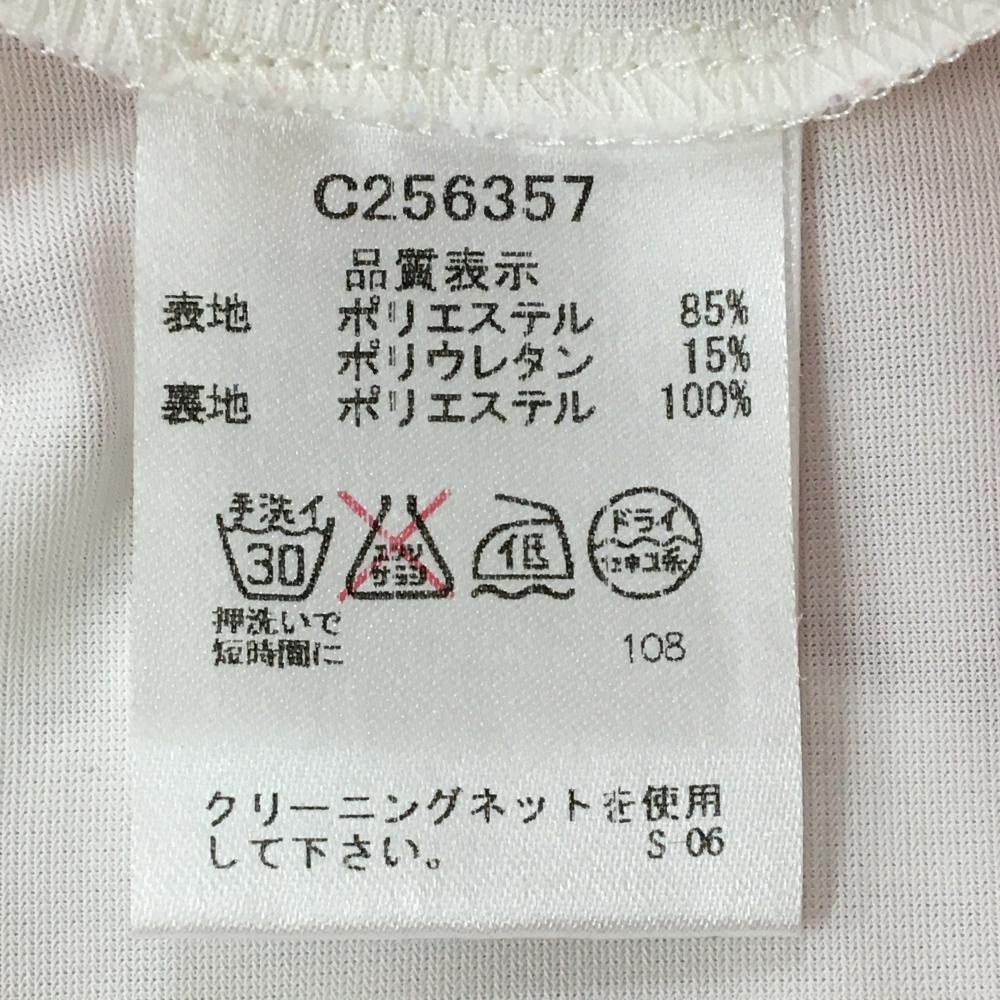 C256357
品質表示
表地 ポリエステル 85%
ポリウレタン 15%
裏地 ポリエステル 100%
手洗イ
30
エンソ
サラシ
低
ドライ
セキユ系
押洗いで
短時間に
108
クリーニングネットを使用
して下さい。 S-06